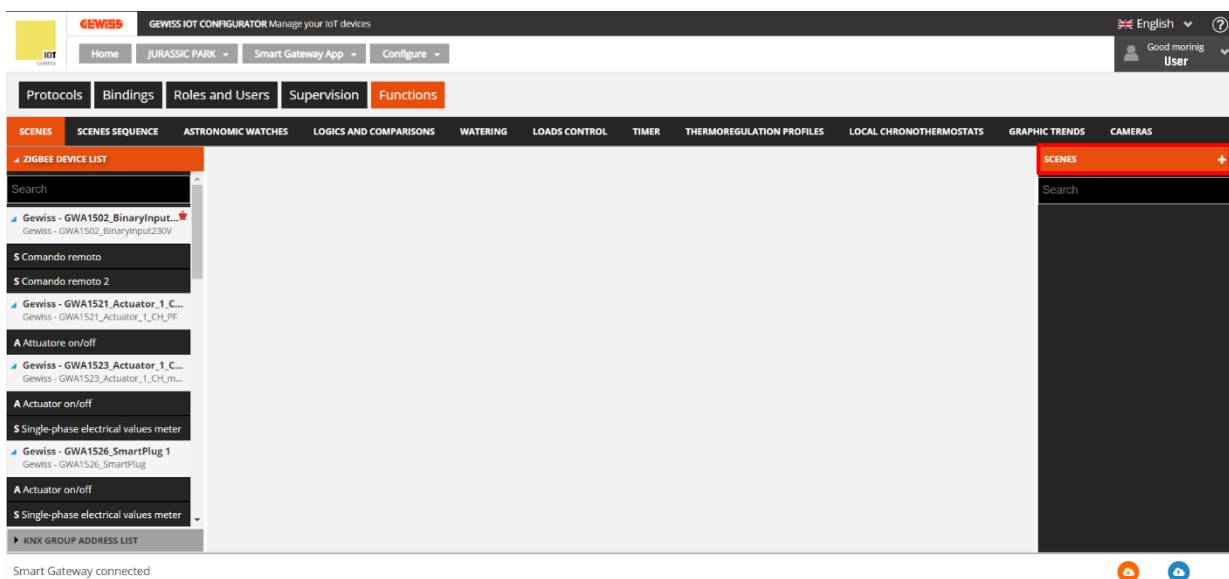 GEWISS GEWISS IOT CONFIGURATOR Manage your IoT devices English ?
IOT Home JURASSIC PARK Smart Gateway App Configure Good morinig
User
Protocols Bindings Roles and Users Supervision Functions
SCENES SCENES SEQUENCE ASTRONOMIC WATCHES LOGICS AND COMPARISONS WATERING LOADS CONTROL TIMER THERMOREGULATION PROFILES LOCAL CHRONOTHERMOSTATS GRAPHIC TRENDS CAMERAS
ZIGBEE DEVICE LIST
Search
Gewiss - GWA1502_BinaryInput...
Gewiss - GWA1502_BinaryInput230V
S Comando remoto
S Comando remoto 2
Gewiss - GWA1521_Actuator_1_C...
Gewiss - GWA1521_Actuator_1_CH_PF
A Attuatore on/off
Gewiss - GWA1523_Actuator_1_C...
Gewiss - GWA1523_Actuator_1_CH_m...
A Actuator on/off
S Single-phase electrical values meter
Gewiss - GWA1526_SmartPlug 1
Gewiss - GWA1526_SmartPlug
A Actuator on/off
S Single-phase electrical values meter
KNX GROUP ADDRESS LIST
SCENES +
Search
Smart Gateway connected